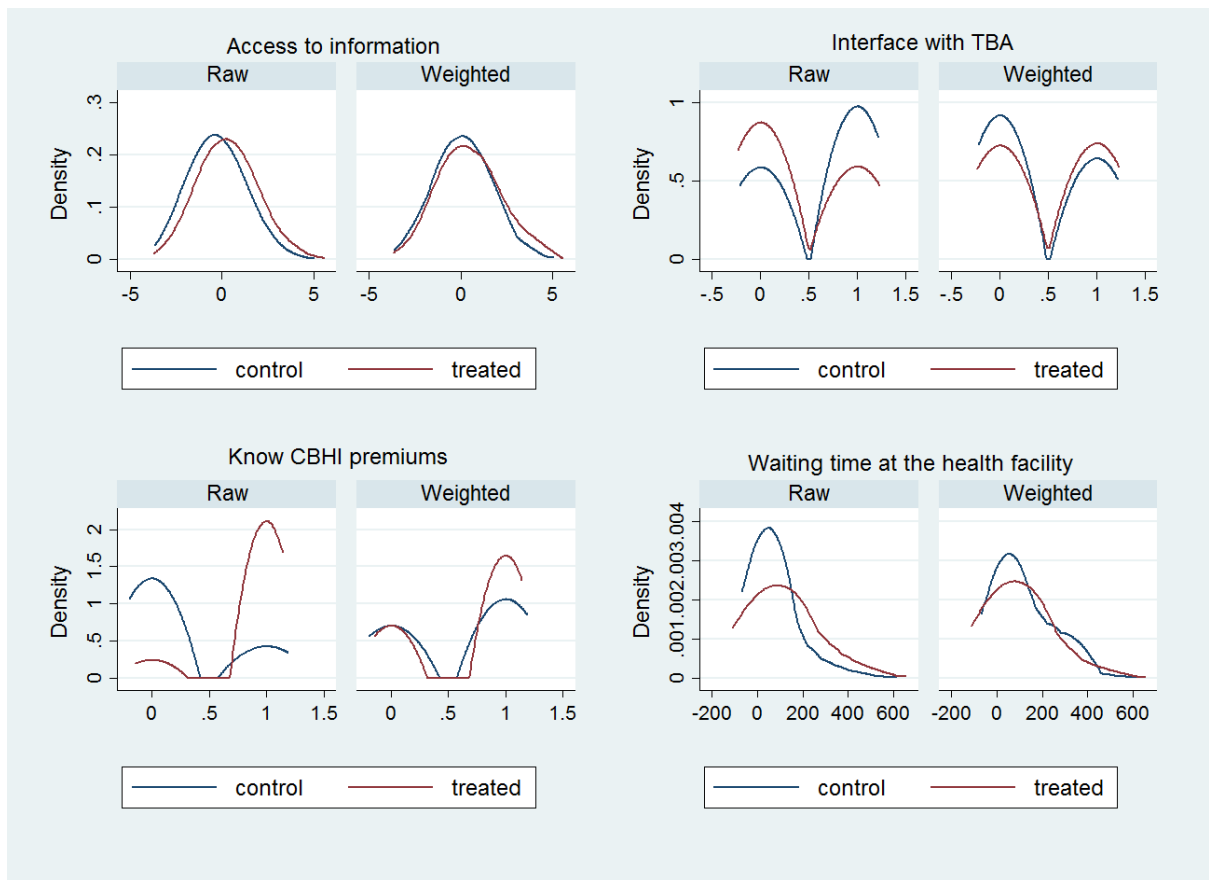 Access to information
Raw
Weighted
Density
0
.1
.2
.3
-5
0
5
-5
0
5
control
treated
Interface with TBA
Raw
Weighted
Density
0
.5
1
-.5
0
.5
1
1.5
-.5
0
.5
1
1.5
control
treated
Know CBHI premiums
Raw
Weighted
Density
0
.5
1
1.5
2
0
.5
1
1.5
0
.5
1
1.5
control
treated
Waiting time at the health facility
Raw
Weighted
Density
0
.001
.002
.003
.004
-200
0
200
400
600
-200
0
200
400
600
control
treated